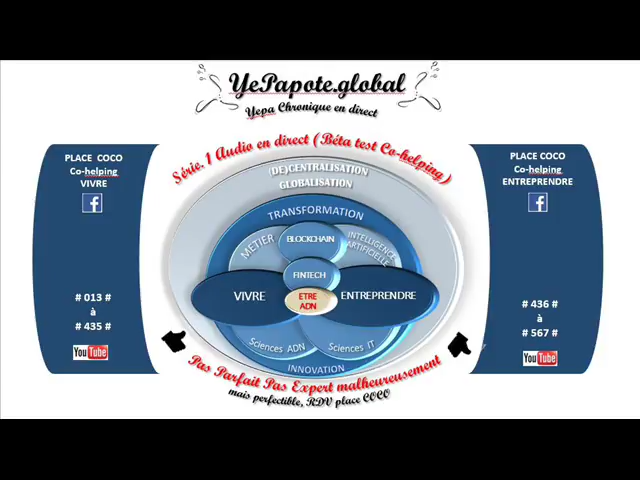 YePapote.global
Yepa Chronique en direct
Série. 1 Audio en direct ( Béta test Co-helping)
PLACE COCO
Co-helping
VIVRE
f
# 013 #
à
# 435 #
YouTube
(DE)CENTRALISATION
GLOBALISATION
TRANSFORMATION
METIER
BLOCKCHAIN
INTELLIGENCE
ARTIFICIELLE
FINTECH
VIVRE
ETRE
ADN
ENTREPRENDRE
Sciences ADN
Sciences IT
INNOVATION
PLACE COCO
Co-helping
ENTREPRENDRE
f
# 436 #
à
# 567 #
YouTube
Pas Parfait Pas Expert malheureusement
mais perfectible, RDV place COCO